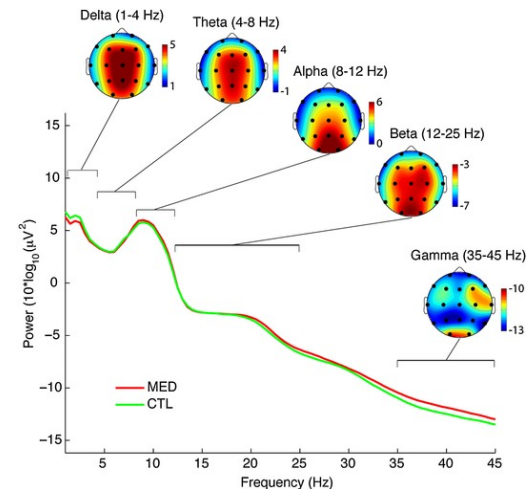 Delta (1-4 Hz)
5
1
Theta (4-8 Hz)
4
-1
Alpha (8-12 Hz)
6
0
Beta (12-25 Hz)
-3
-7
Gamma (35-45 Hz)
-10
-13
Power (10*log10(μV2)
15
10
5
0
−5
−10
−15
MED
CTL
5 10 15 20 25 30 35 40 45
Frequency (Hz)